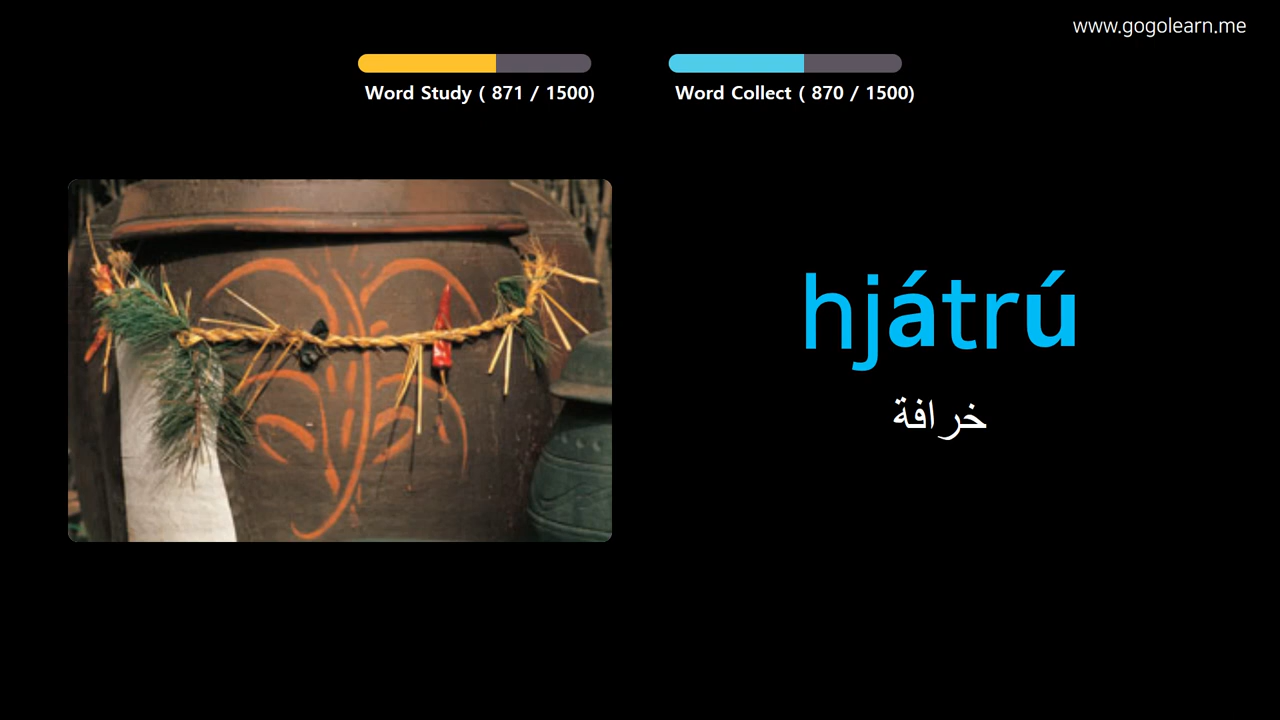 www.gogolearn.me
Word Study ( 871 / 1500)
Word Collect ( 870 / 1500)
hjátrú
خرافة